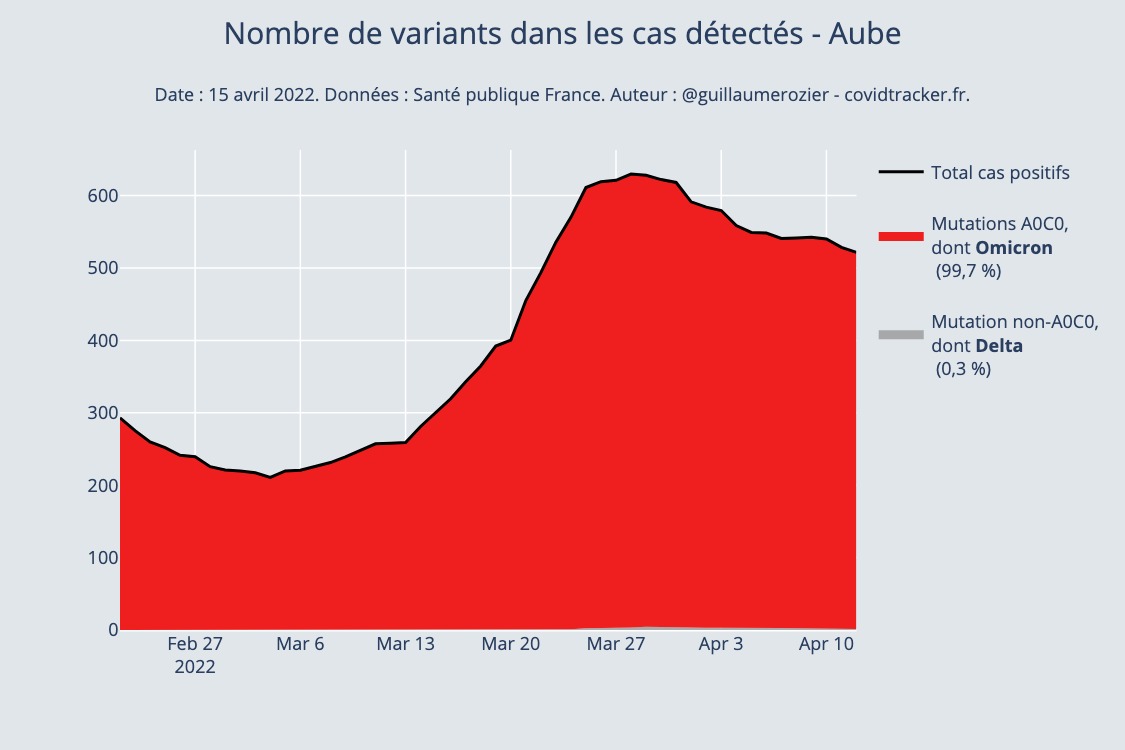 Nombre de variants dans les cas détectés - Aube
Date : 15 avril 2022. Données : Santé publique France. Auteur : @guillaumerozier - covidtracker.fr.
Total cas positifs
Mutations A0C0,
dont Omicron
(99,7 %)
Mutation non-A0C0,
dont Delta
(0,3 %)
600
500
400
300
200
100
0
Feb 27
2022
Mar 6
Mar 13
Mar 20
Mar 27
Apr 3
Apr 10